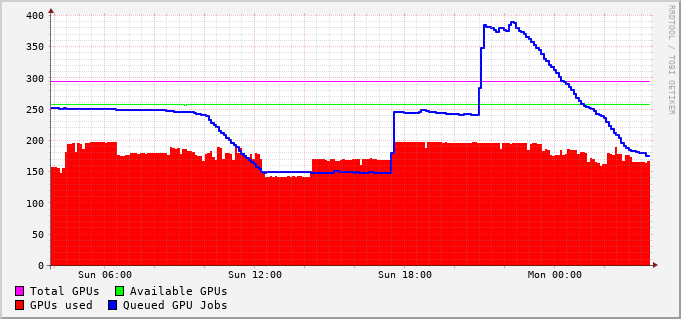 RRDTOOL / TOBI OETIKER
400
350
300
250
200
150
100
50
0
Sun 06:00 Sun 12:00 Sun 18:00 Mon 00:00
Total GPUs Available GPUs
GPUs used Queued GPU Jobs